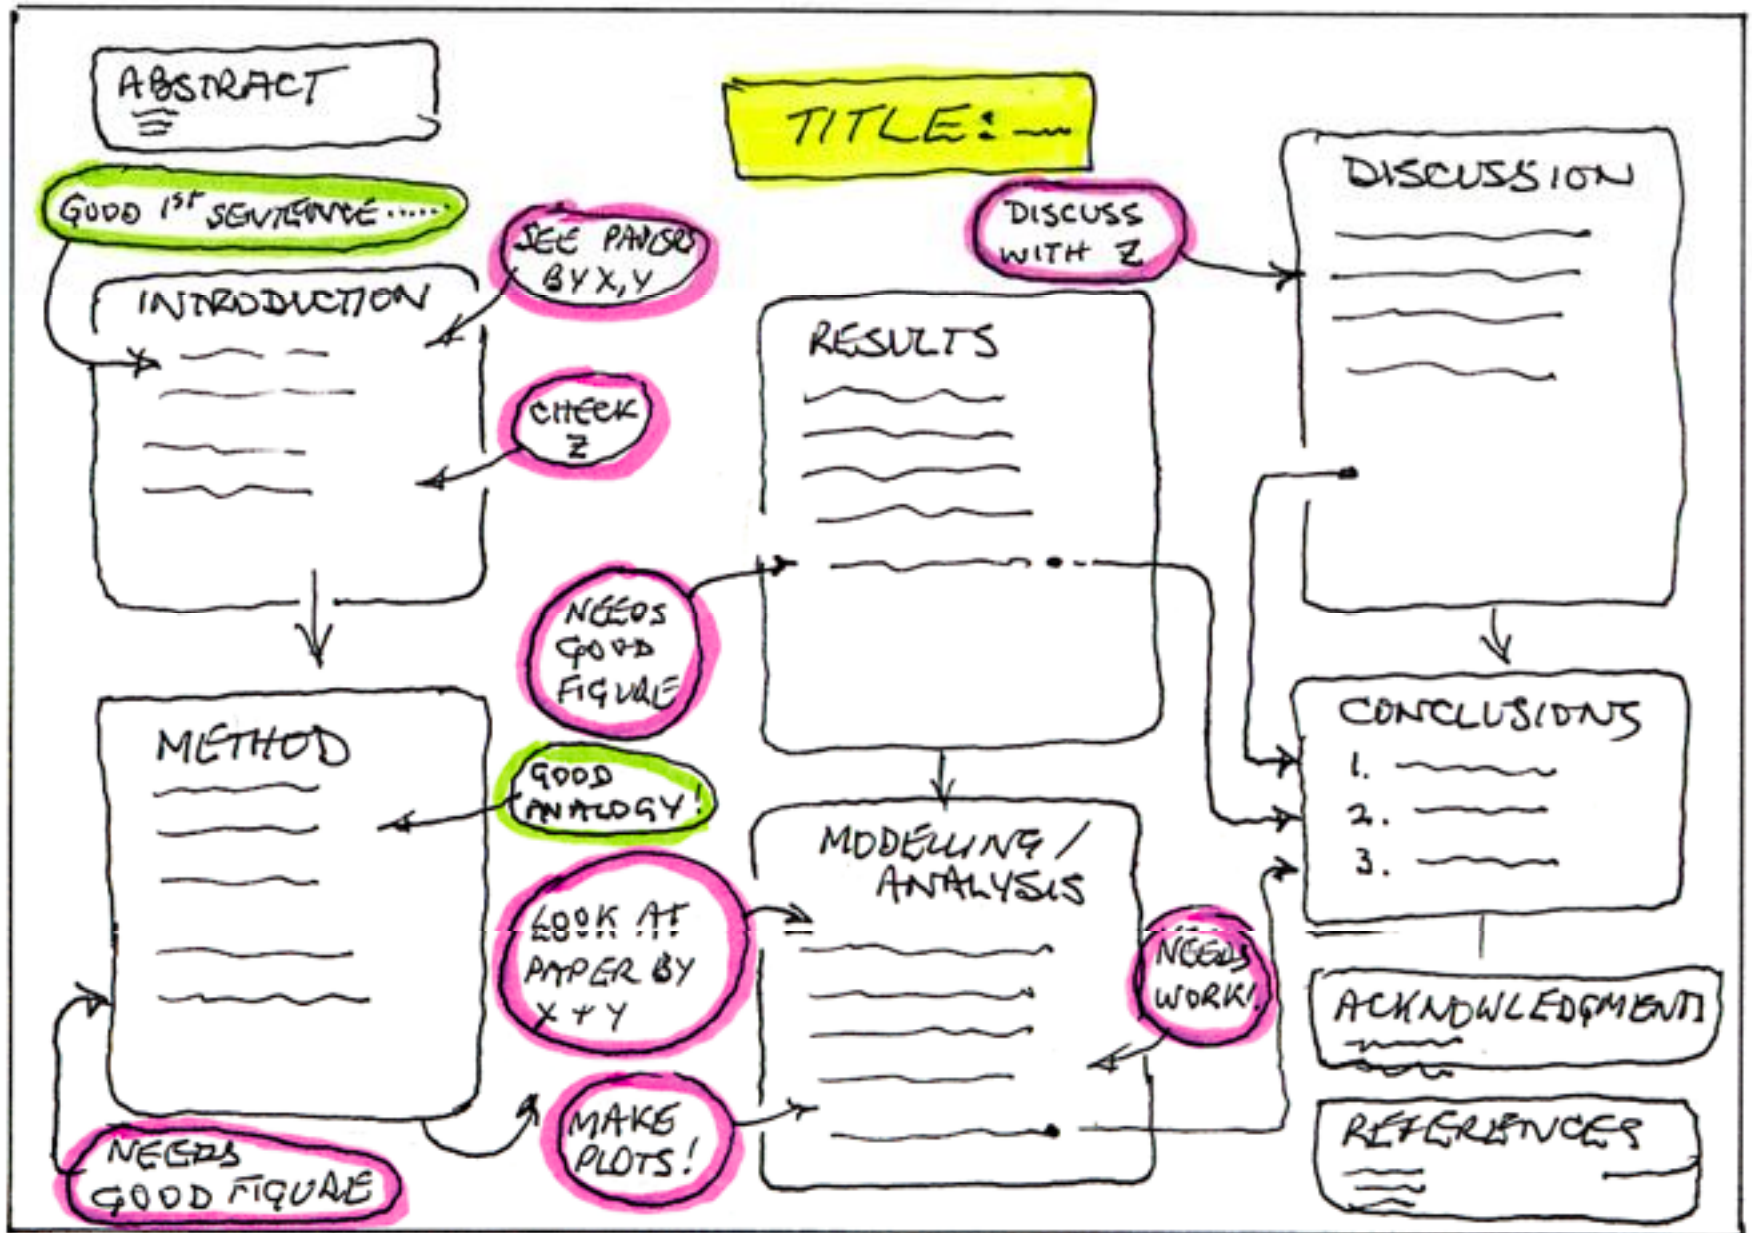 ABSTRACT
GOOD 1ST SENTENCE .....
INTRODUCTION
SEE PAPERS
BY X, Y
CHECK
Z
METHOD
GOOD
ANALOGY!
NEEDS
GOOD FIGURE
TITLE:
RESULTS
NEEDS
GOOD
FIGURE
MODELLING /
ANALYSIS
LOOK AT
PAPER BY
X + Y
MAKE
PLOTS!
NEEDS
WORK!
DISCUSSION
DISCUSS
WITH Z
CONCLUSIONS
1.
2.
3.
ACKNOWLEDGMENTS
REFERENCES